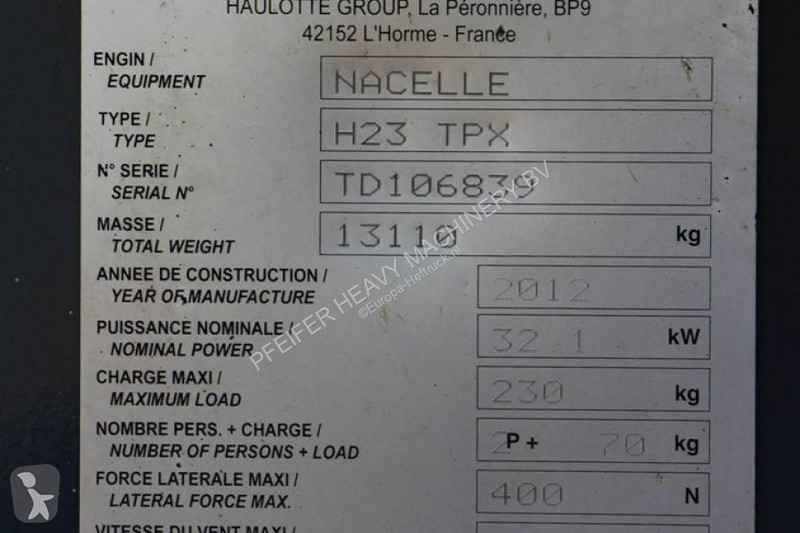 HAULOTTE GROUP, La Péronnière, BP9
42152 L'Horme - France
ENGIN /
EQUIPMENT
NACELLE
TYPE /
TYPE
H23 TPX
N° SERIE /
SERIAL N°
TD106839
MASSE /
TOTAL WEIGHT
13110 kg
ANNEE DE CONSTRUCTION /
YEAR OF MANUFACTURE
2012
PUISSANCE NOMINALE /
NOMINAL POWER
32 1 kW
CHARGE MAXI /
MAXIMUM LOAD
230 kg
NOMBRE PERS. + CHARGE /
NUMBER OF PERSONS + LOAD
2P + 70 kg
FORCE LATERALE MAXI /
LATERAL FORCE MAX.
400 N
VITESSE DU VENT MAXI /
PFEIFER HEAVY MACHINERY BV
©Europa-Heftruck.nl